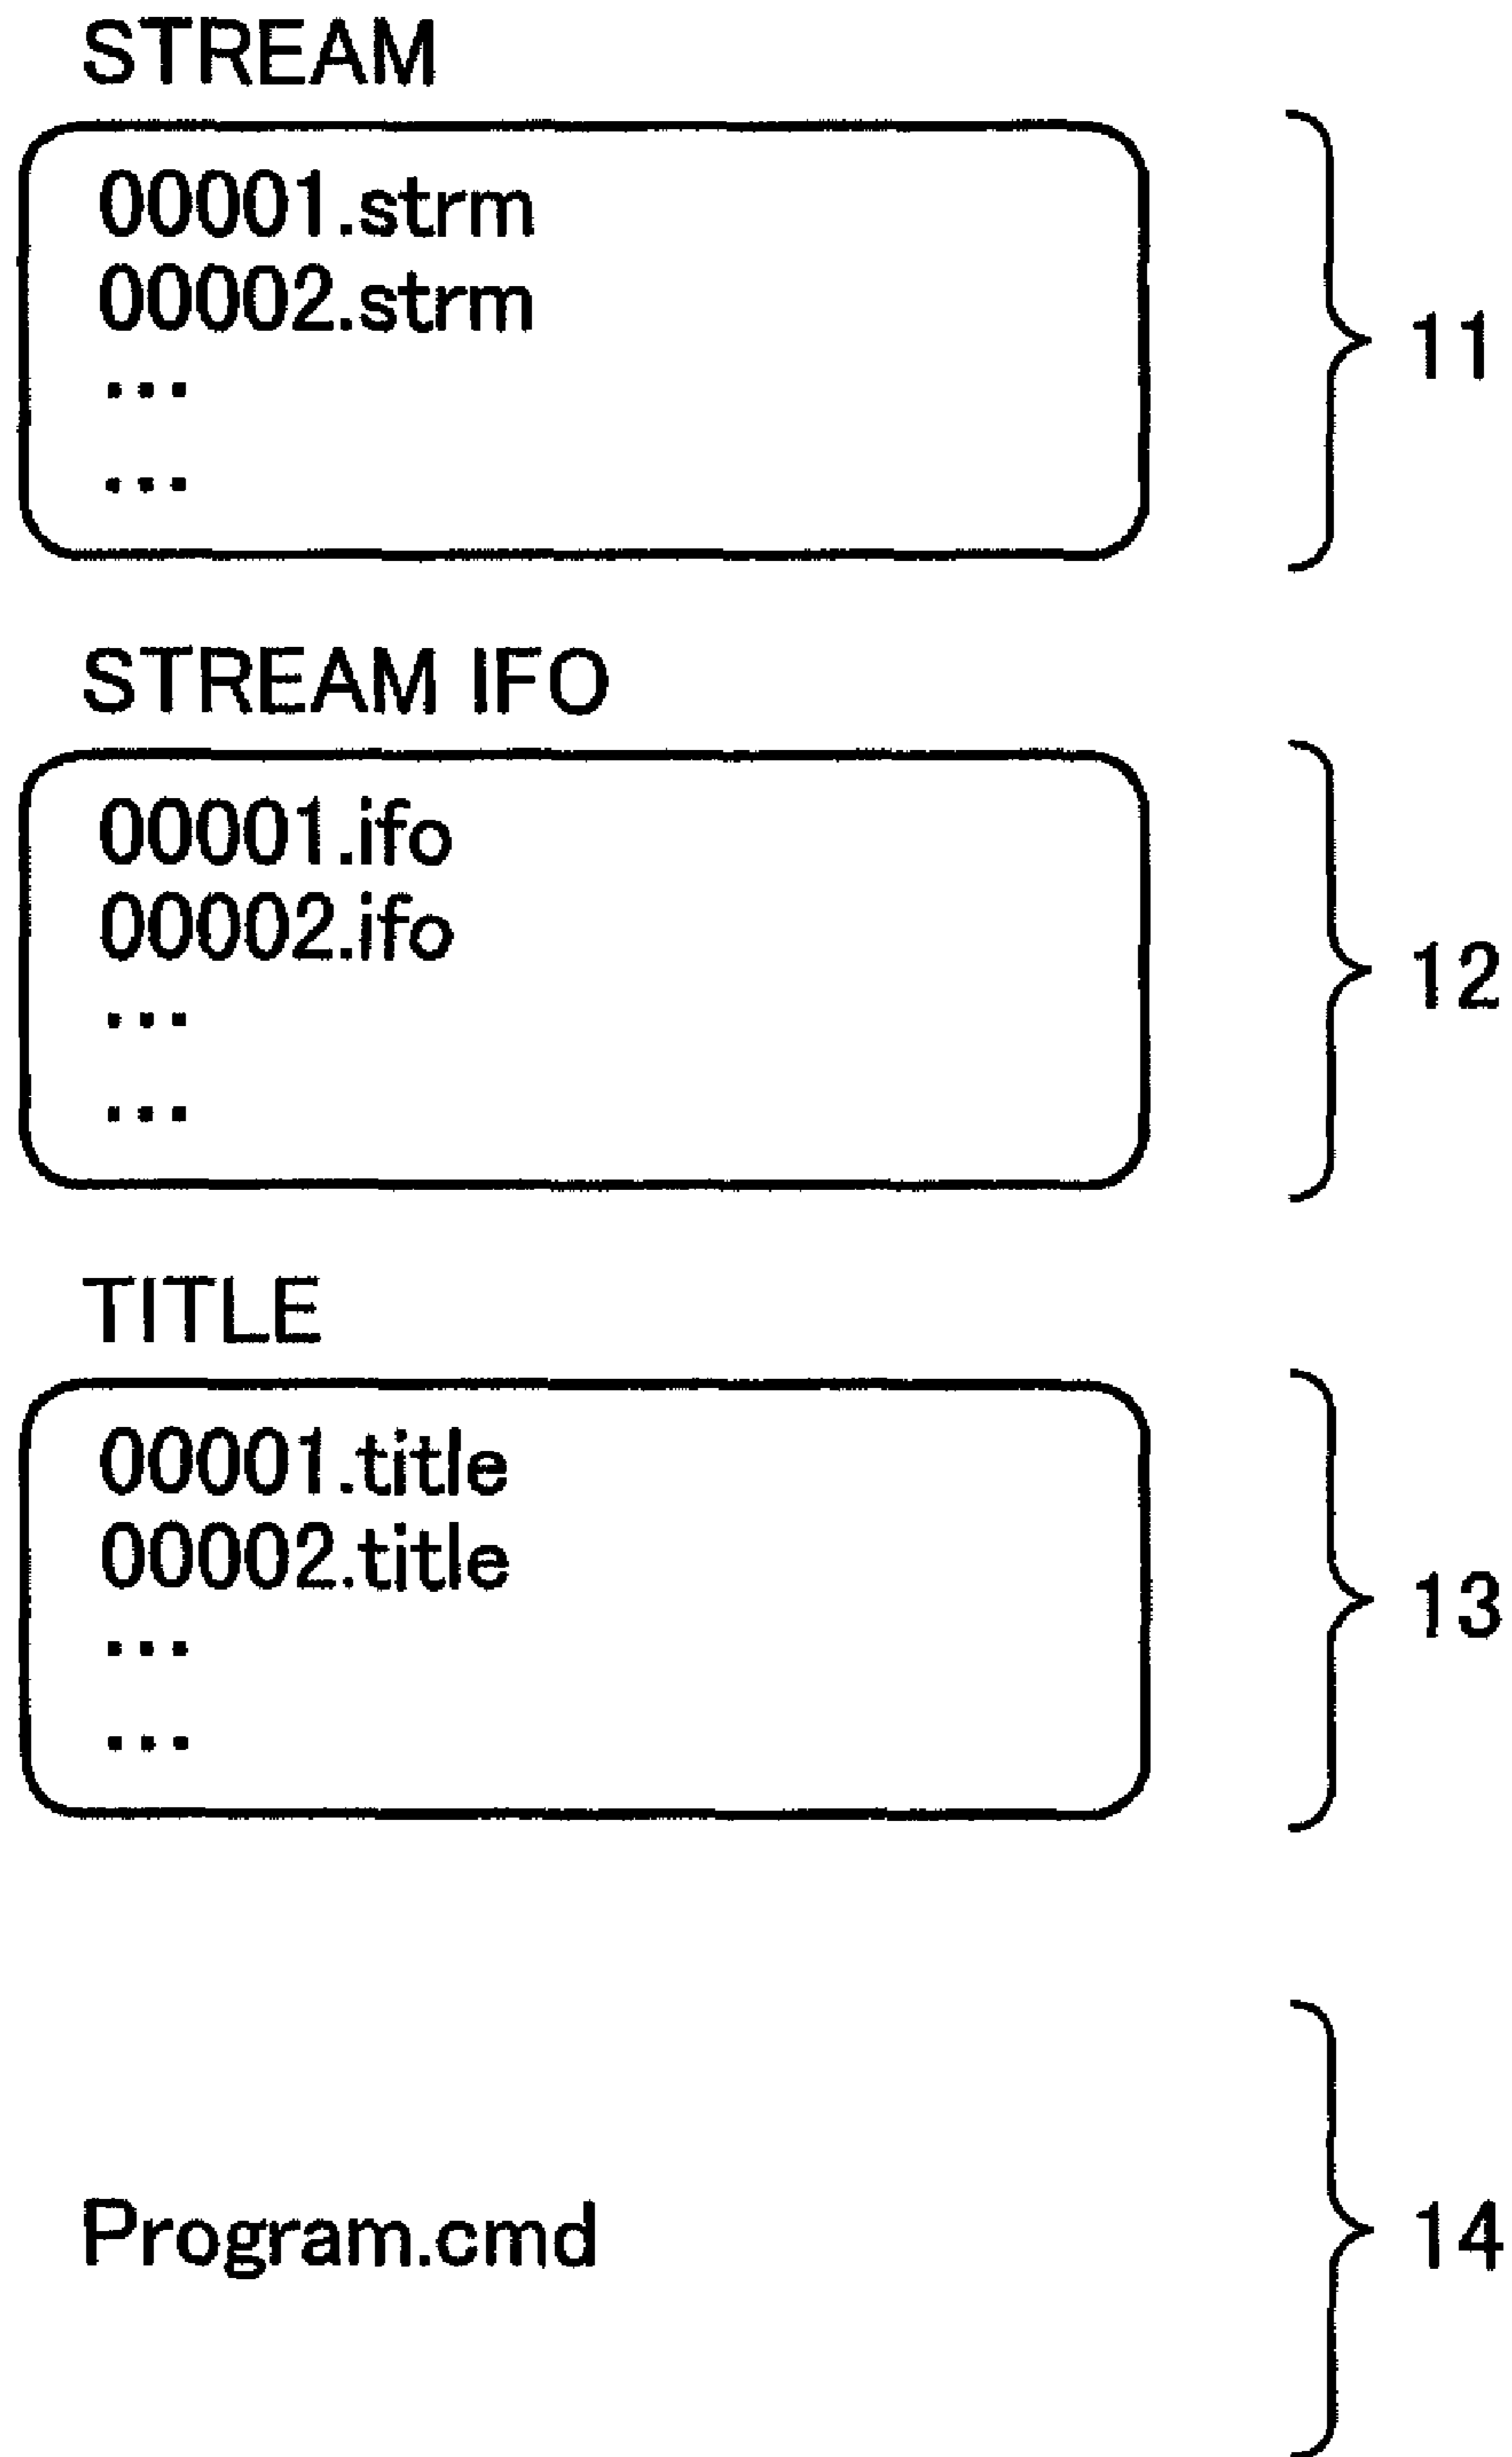 STREAM
00001.strm
00002.strm
...
...
11
STREAM IFO
00001.ifo
00002.ifo
...
...
12
TITLE
00001.title
00002.title
...
...
13
Program.cmd
14